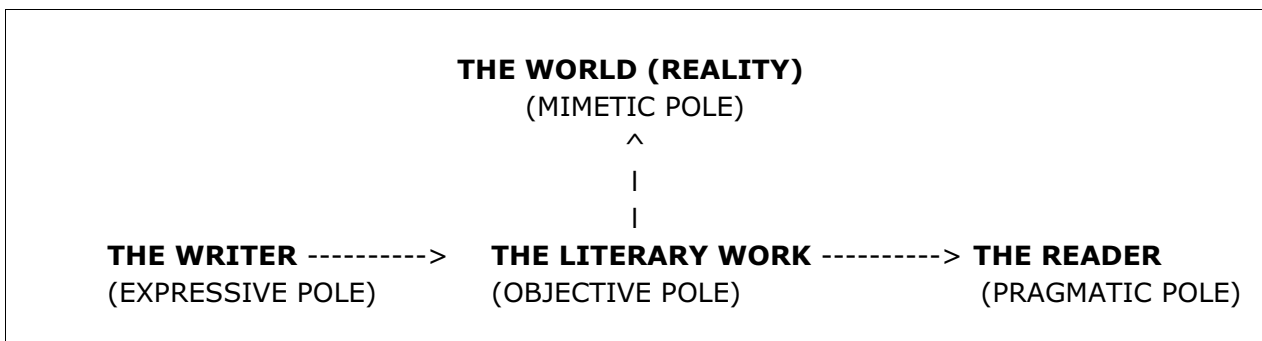 THE WORLD (REALITY)
(MIMETIC POLE)
^
|
|
THE WRITER ----------> THE LITERARY WORK ----------> THE READER
(EXPRESSIVE POLE) (OBJECTIVE POLE) (PRAGMATIC POLE)